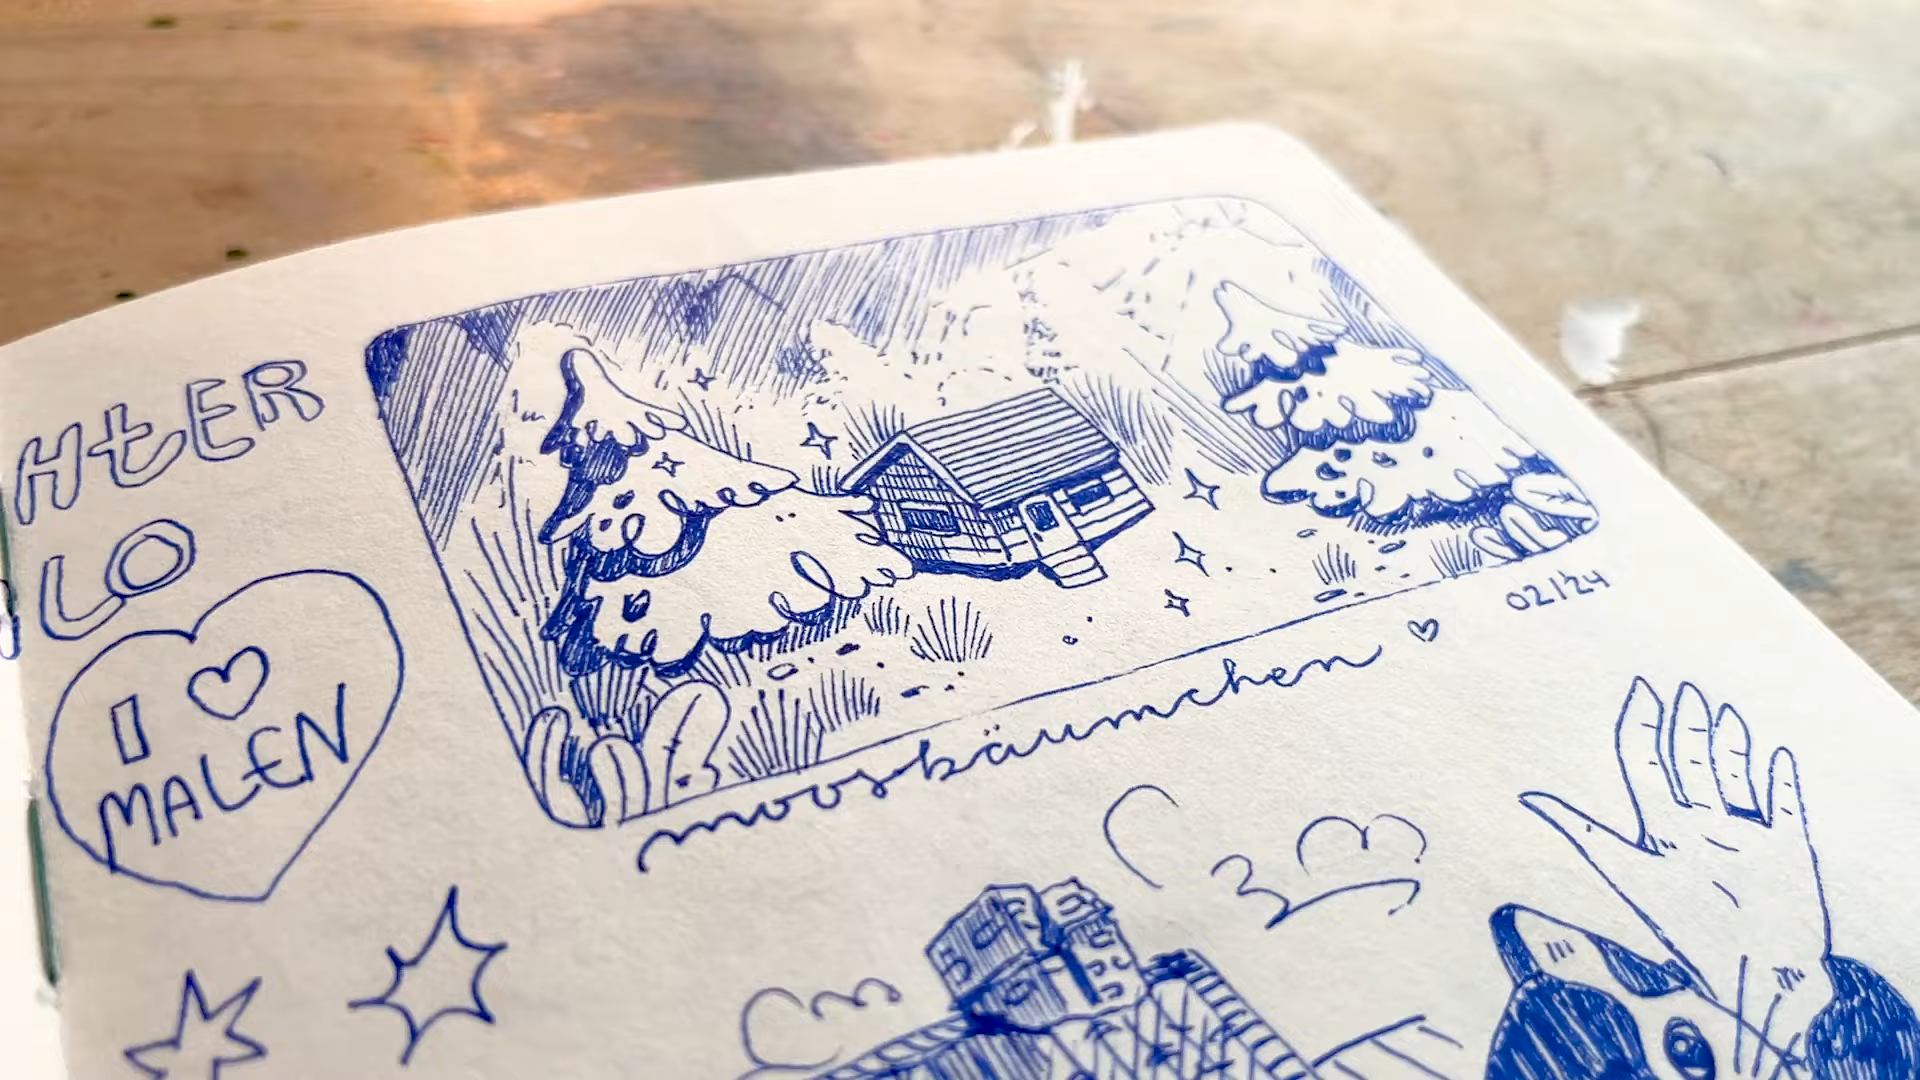 HtER
LO
I ♡
MALEN
02/'24
moosbäumchen ♡